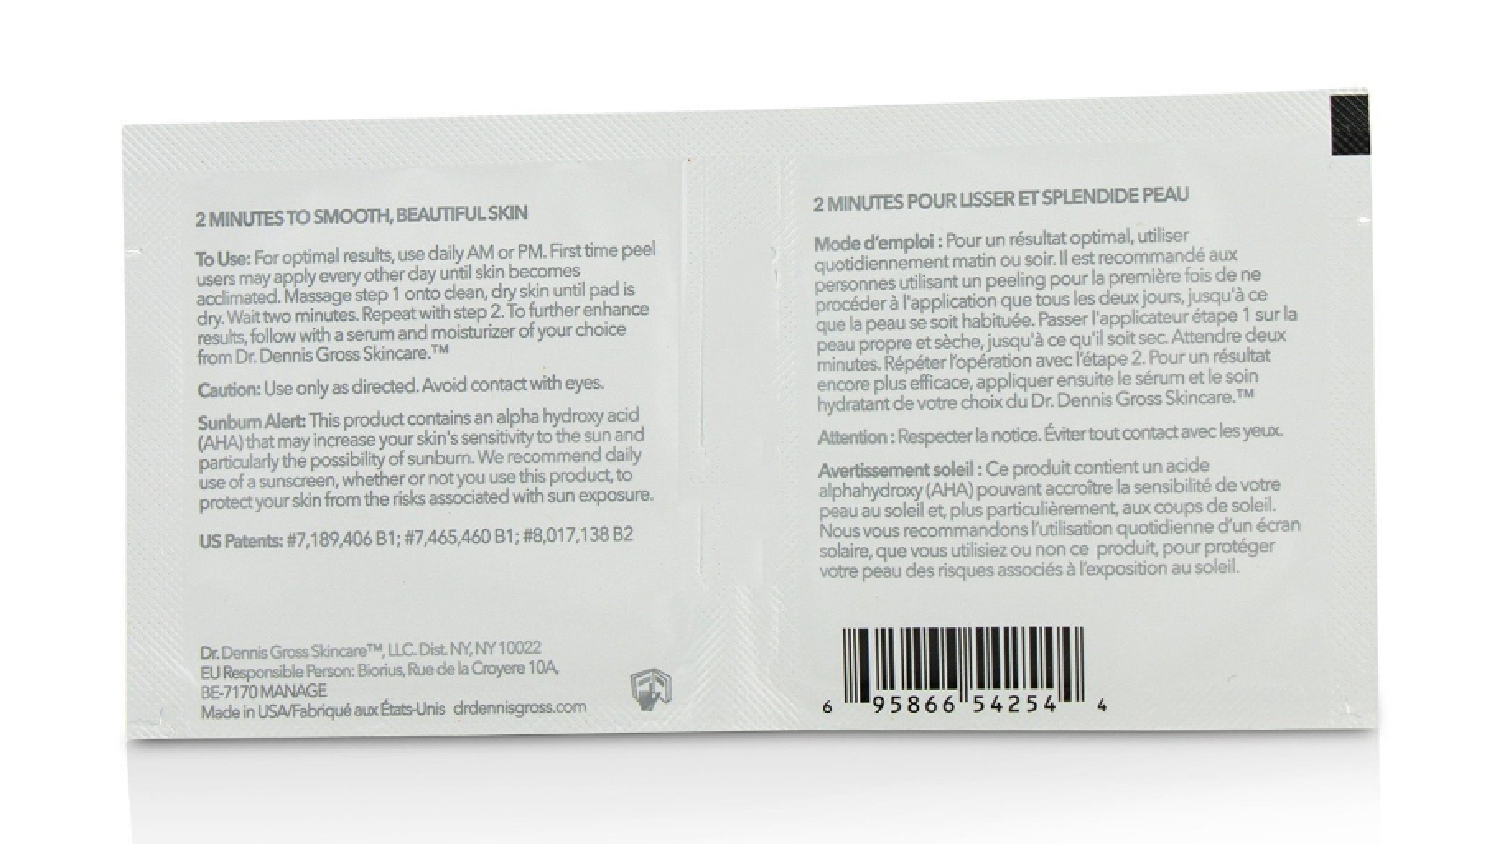 2 MINUTES TO SMOOTH, BEAUTIFUL SKIN
To Use: For optimal results, use daily AM or PM. First time peel
users may apply every other day until skin becomes
acclimated. Massage step 1 onto clean, dry skin until pad is
dry. Wait two minutes. Repeat with step 2. To further enhance
results, follow with a serum and moisturizer of your choice
from Dr. Dennis Gross Skincare.™
Caution: Use only as directed. Avoid contact with eyes.
Sunburn Alert: This product contains an alpha hydroxy acid
(AHA) that may increase your skin's sensitivity to the sun and
particularly the possibility of sunburn. We recommend daily
use of a sunscreen, whether or not you use this product, to
protect your skin from the risks associated with sun exposure.
US Patents: #7,189,406 B1; #7,465,460 B1; #8,017,138 B2
Dr. Dennis Gross Skincare™, LLC. Dist. NY, NY 10022
EU Responsible Person: Biorius, Rue de la Croyere 10A,
BE-7170 MANAGE
Made in USA/Fabriqué aux États-Unis drdennisgross.com
2 MINUTES POUR LISSER ET SPLENDIDE PEAU
Mode d'emploi : Pour un résultat optimal, utiliser
quotidiennement matin ou soir. Il est recommandé aux
personnes utilisant un peeling pour la première fois de ne
procéder à l'application que tous les deux jours, jusqu'à ce
que la peau se soit habituée. Passer l'applicateur étape 1 sur la
peau propre et sèche, jusqu'à ce qu'il soit sec. Attendre deux
minutes. Répéter l'opération avec l'étape 2. Pour un résultat
encore plus efficace, appliquer ensuite le sérum et le soin
hydratant de votre choix du Dr. Dennis Gross Skincare.™
Attention : Respecter la notice. Éviter tout contact avec les yeux.
Avertissement soleil : Ce produit contient un acide
alphahydroxy (AHA) pouvant accroître la sensibilité de votre
peau au soleil et, plus particulièrement, aux coups de soleil.
Nous vous recommandons l'utilisation quotidienne d'un écran
solaire, que vous utilisiez ou non ce produit, pour protéger
votre peau des risques associés à l'exposition au soleil.
6 95866 54254 4